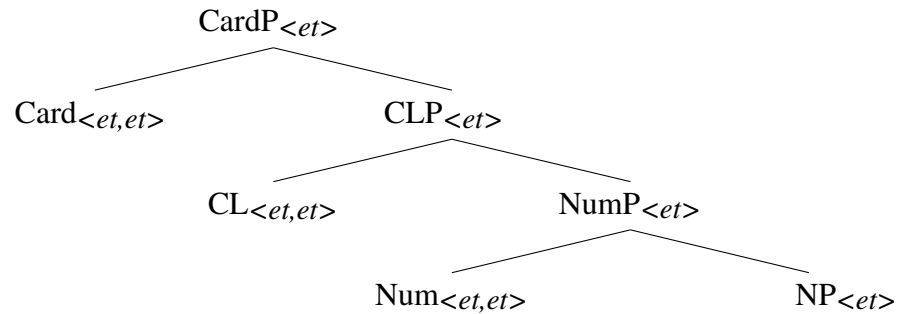 CardP<et>
Card<et,et> CLP<et>
CL<et,et> NumP<et>
Num<et,et> NP<et>